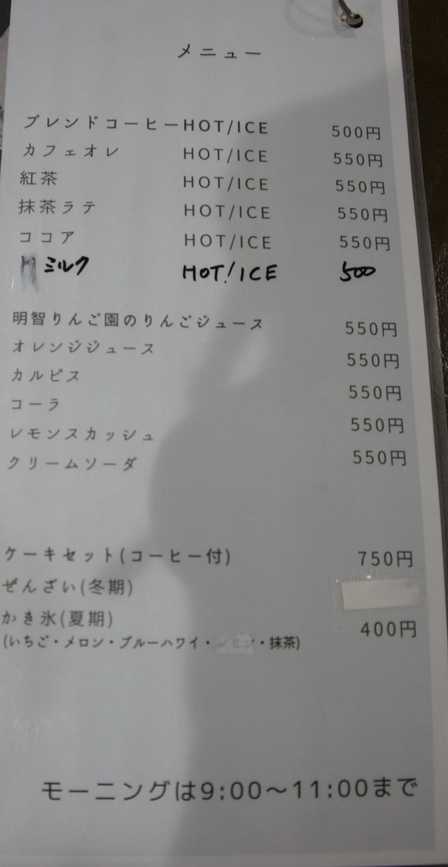 メニュー
ブレンドコーヒー HOT/ICE 500円
カフェオレ HOT/ICE 550円
紅茶 HOT/ICE 550円
抹茶ラテ HOT/ICE 550円
ココア HOT/ICE 550円
ミルク HOT/ICE 500
明智りんご園のりんごジュース 550円
オレンジジュース 550円
カルピス 550円
コーラ 550円
レモンスカッシュ 550円
クリームソーダ
ケーキセット(コーヒー付) 750円
ぜんざい(冬期)
かき氷(夏期) 400円
(いちご・メロン・ブルーハワイ・ ・抹茶)
モーニングは9:00〜11:00まで